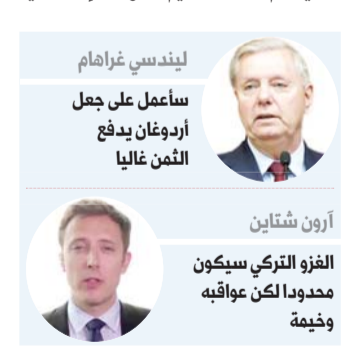 ليندسي غراهام
سأعمل على جعل
أردوغان يدفع
الثمن غاليا
آرون شتاين
الغزو التركي سيكون
محدودا لكن عواقبه
وخيمة